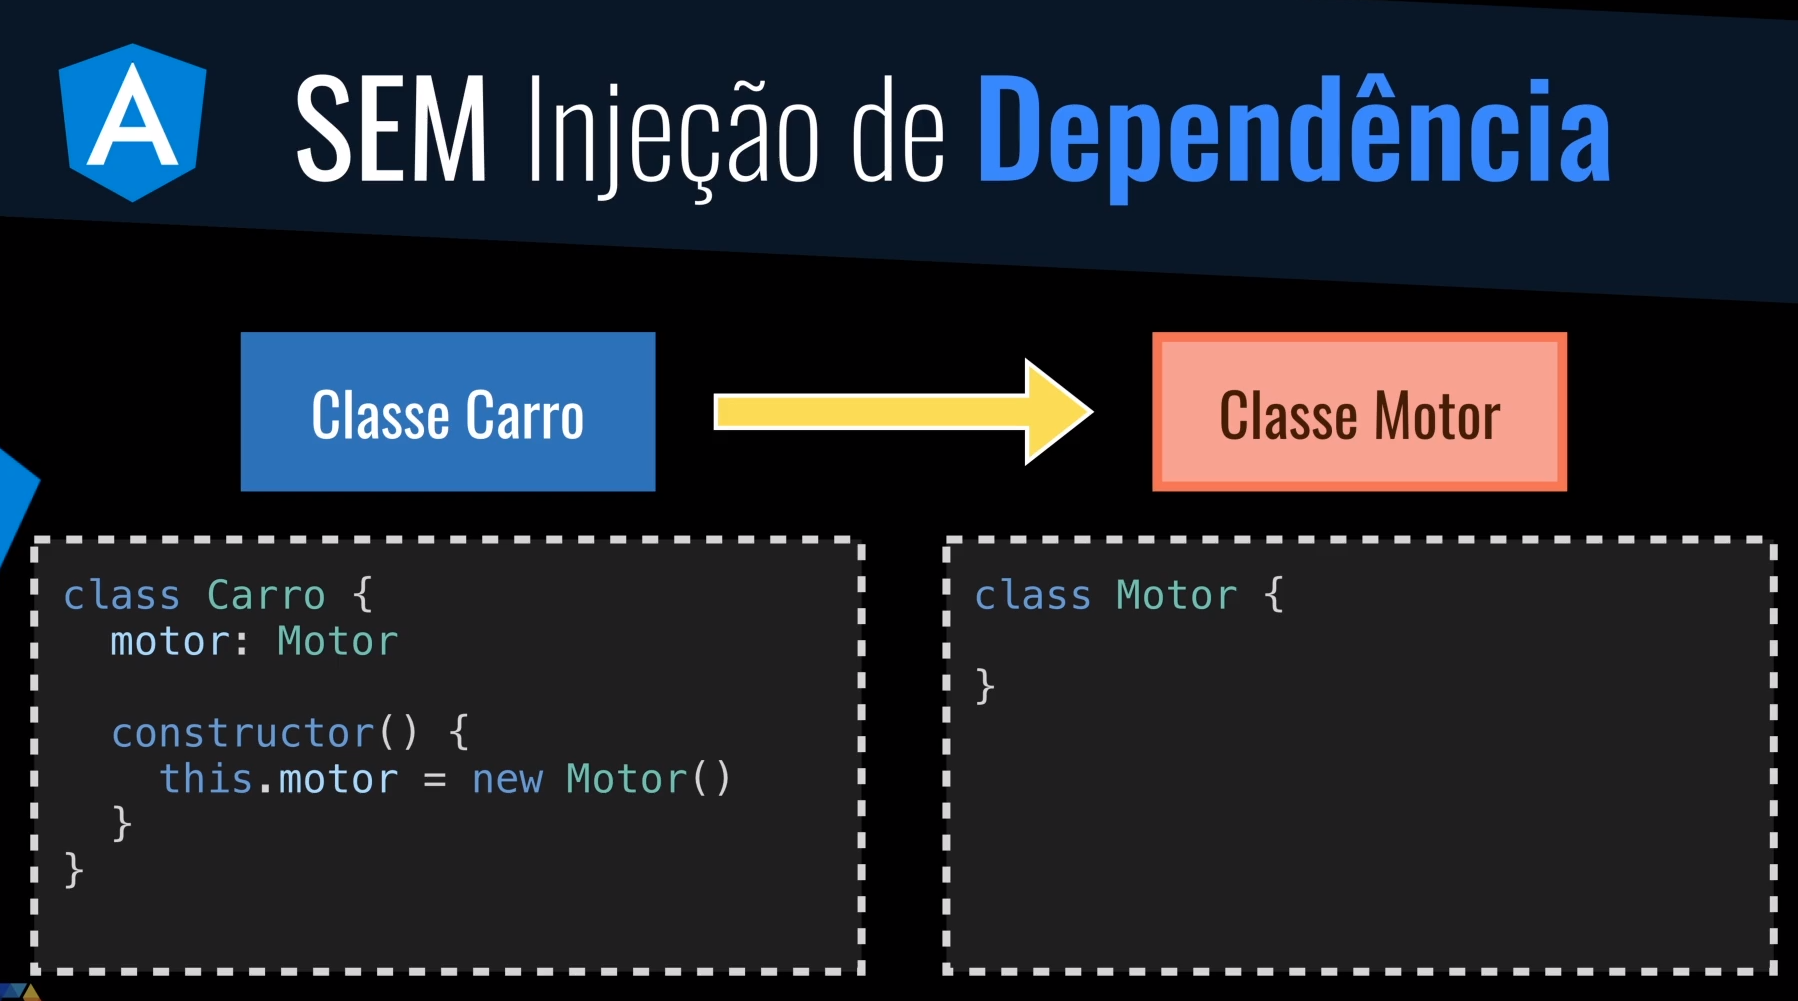 A
SEM Injeção de Dependência
Classe Carro
Classe Motor
class Carro {
  motor: Motor

  constructor() {
    this.motor = new Motor()
  }
}
class Motor {

}